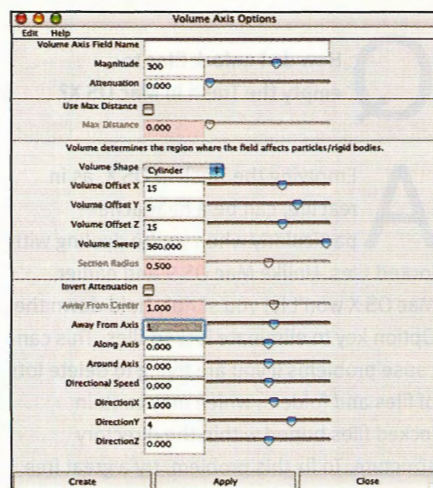 Volume Axis Options
Edit Help
Volume Axis Field Name
Magnitude 300
Attenuation 0.000
Use Max Distance
Max Distance 0.000
Volume determines the region where the field affects particles/rigid bodies.
Volume Shape Cylinder
Volume Offset X 15
Volume Offset Y 5
Volume Offset Z 15
Volume Sweep 360.000
Section Radius 0.500
Invert Attenuation
Away From Center 1.000
Away From Axis 1
Along Axis 0.000
Around Axis 0.000
Directional Speed 0.000
DirectionX 1.000
DirectionY 4
DirectionZ 0.000
Create Apply Close